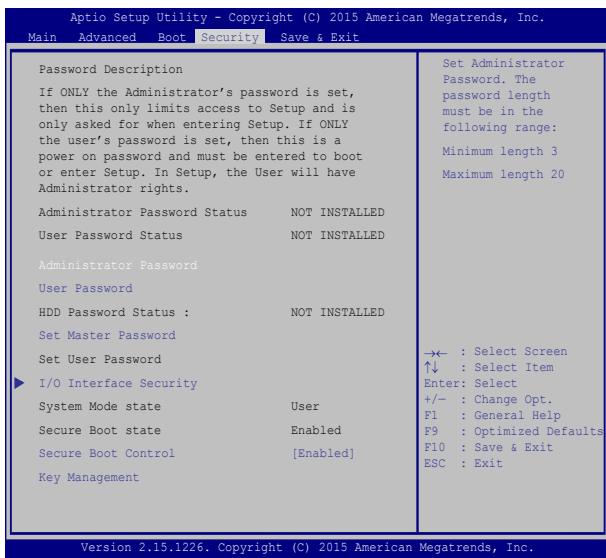 Aptio Setup Utility - Copyright (C) 2015 American Megatrends, Inc.
Main Advanced Boot Security Save & Exit
Password Description
If ONLY the Administrator's password is set,
then this only limits access to Setup and is
only asked for when entering Setup. If ONLY
the user's password is set, then this is a
power on password and must be entered to boot
or enter Setup. In Setup, the User will have
Administrator rights.
Administrator Password Status NOT INSTALLED
User Password Status NOT INSTALLED
Administrator Password
User Password
HDD Password Status : NOT INSTALLED
Set Master Password
Set User Password
I/O Interface Security
System Mode state User
Secure Boot state Enabled
Secure Boot Control [Enabled]
Key Management
Set Administrator
Password. The
password length
must be in the
following range:
Minimum length 3
Maximum length 20
→← : Select Screen
↑↓ : Select Item
Enter: Select
+/— : Change Opt.
F1 : General Help
F9 : Optimized Defaults
F10 : Save & Exit
ESC : Exit
Version 2.15.1226. Copyright (C) 2015 American Megatrends, Inc.